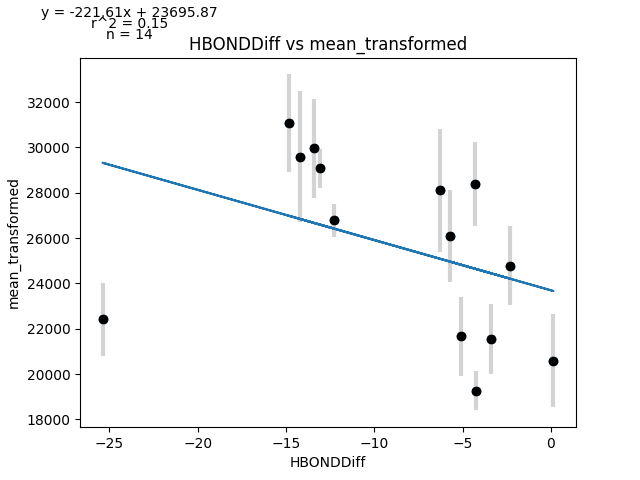 y = -221.61x + 23695.87
r^2 = 0.15
n = 14
HBONDDiff vs mean_transformed
32000
30000
28000
26000
24000
22000
20000
18000
mean_transformed
−25
−20
−15
−10
−5
0
HBONDDiff